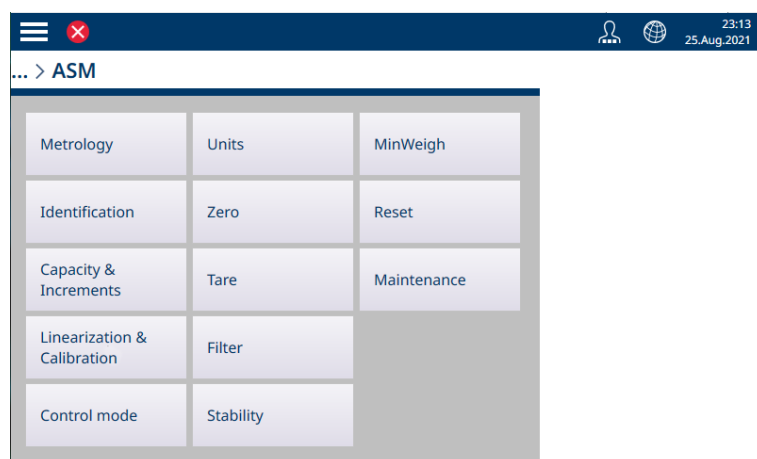 23:13
25.Aug.2021
... > ASM
Metrology
Units
MinWeigh
Identification
Zero
Reset
Capacity &
Increments
Tare
Maintenance
Linearization &
Calibration
Filter
Control mode
Stability